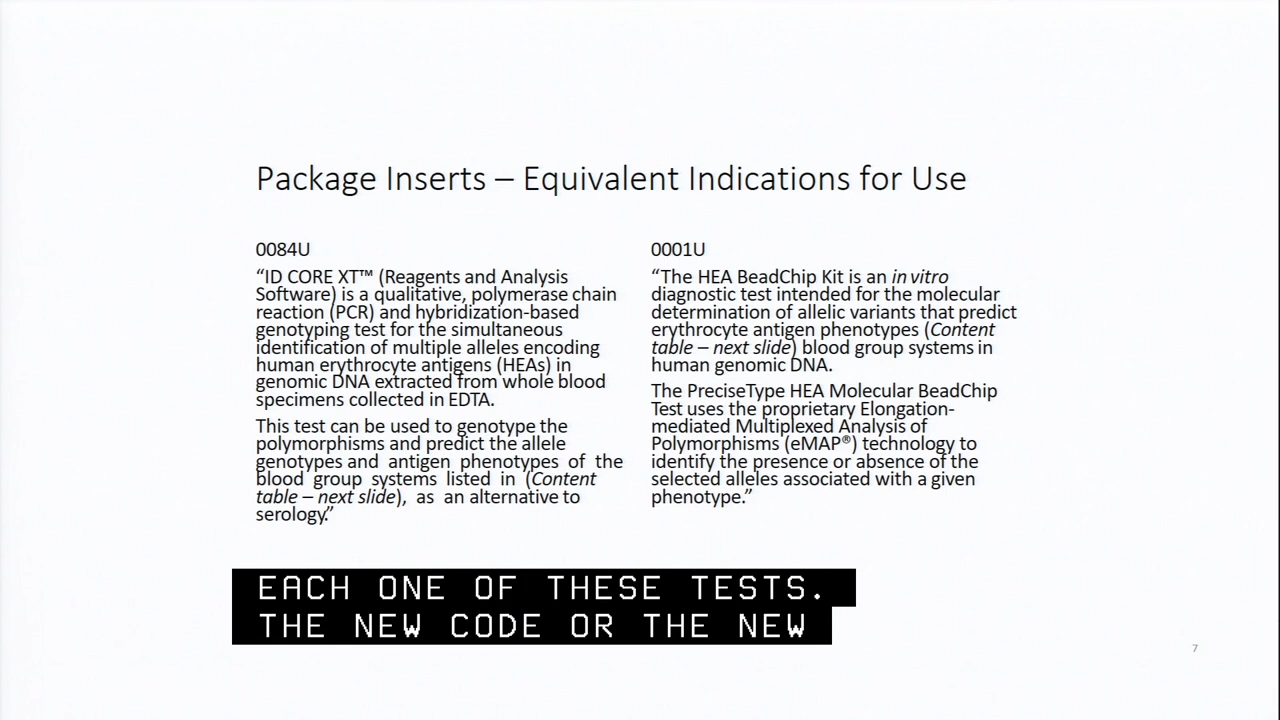 Package Inserts – Equivalent Indications for Use
0084U
“ID CORE XT™ (Reagents and Analysis
Software) is a qualitative, polymerase chain
reaction (PCR) and hybridization-based
genotyping test for the simultaneous
identification of multiple alleles encoding
human erythrocyte antigens (HEAs) in
genomic DNA extracted from whole blood
specimens collected in EDTA.
This test can be used to genotype the
polymorphisms and predict the allele
genotypes and antigen phenotypes of the
blood group systems listed in (Content
table – next slide), as an alternative to
serology.”
0001U
“The HEA BeadChip Kit is an in vitro
diagnostic test intended for the molecular
determination of allelic variants that predict
erythrocyte antigen phenotypes (Content
table – next slide) blood group systems in
human genomic DNA.
The PreciseType HEA Molecular BeadChip
Test uses the proprietary Elongation-
mediated Multiplexed Analysis of
Polymorphisms (eMAP®) technology to
identify the presence or absence of the
selected alleles associated with a given
phenotype.”
EACH ONE OF THESE TESTS.
THE NEW CODE OR THE NEW
7